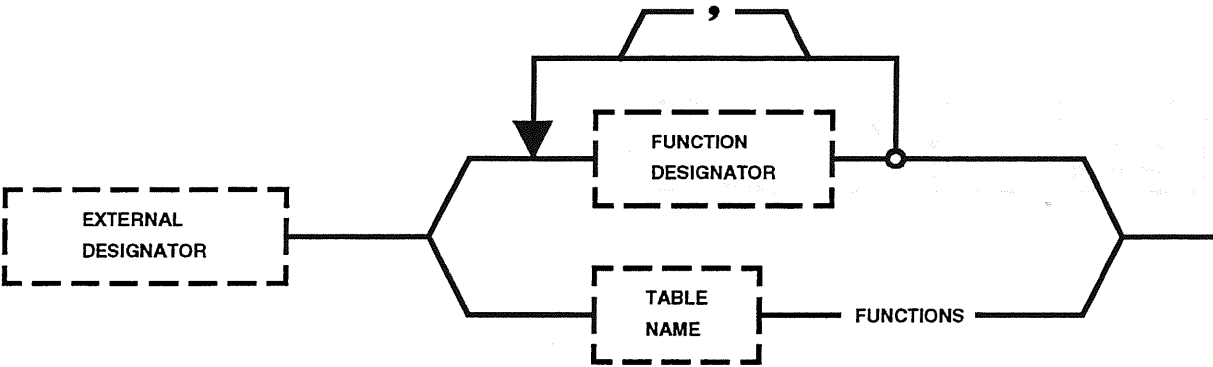 ,
FUNCTION
DESIGNATOR
EXTERNAL
DESIGNATOR
TABLE
NAME
FUNCTIONS